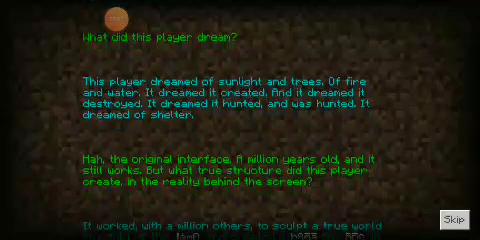 What did this player dream?
This player dreamed of sunlight and trees. Of fire
and water. It dreamed it created. And it dreamed it
destroyed. It dreamed it hunted, and was hunted. It
dreamed of shelter.
Hah, the original interface. A million years old, and it
still works. But what true structure did this player
create, in the reality behind the screen?
It worked, with a million others, to sculpt a true world
Skip